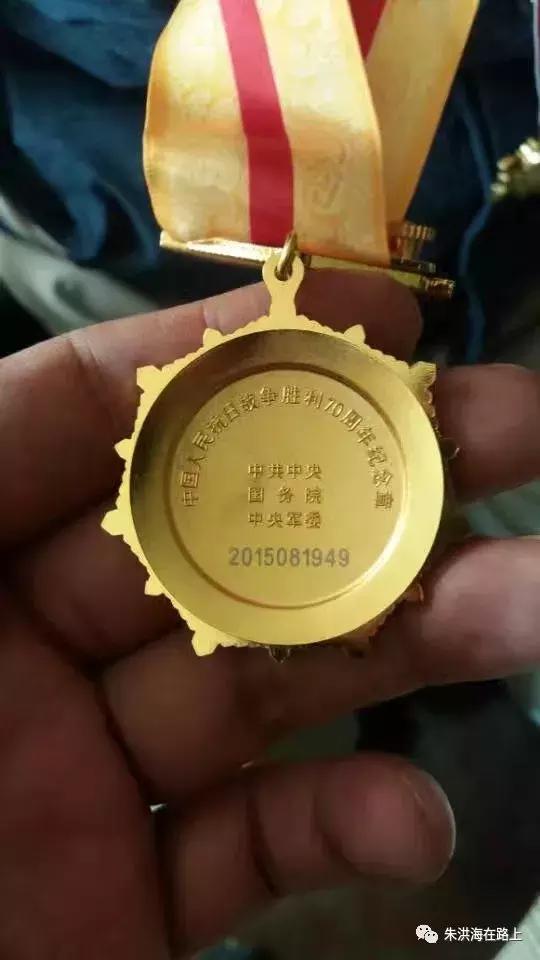 中国人民抗日战争胜利70周年纪念章
中共中央
国务院
中央军委
2015081949
朱洪海在路上